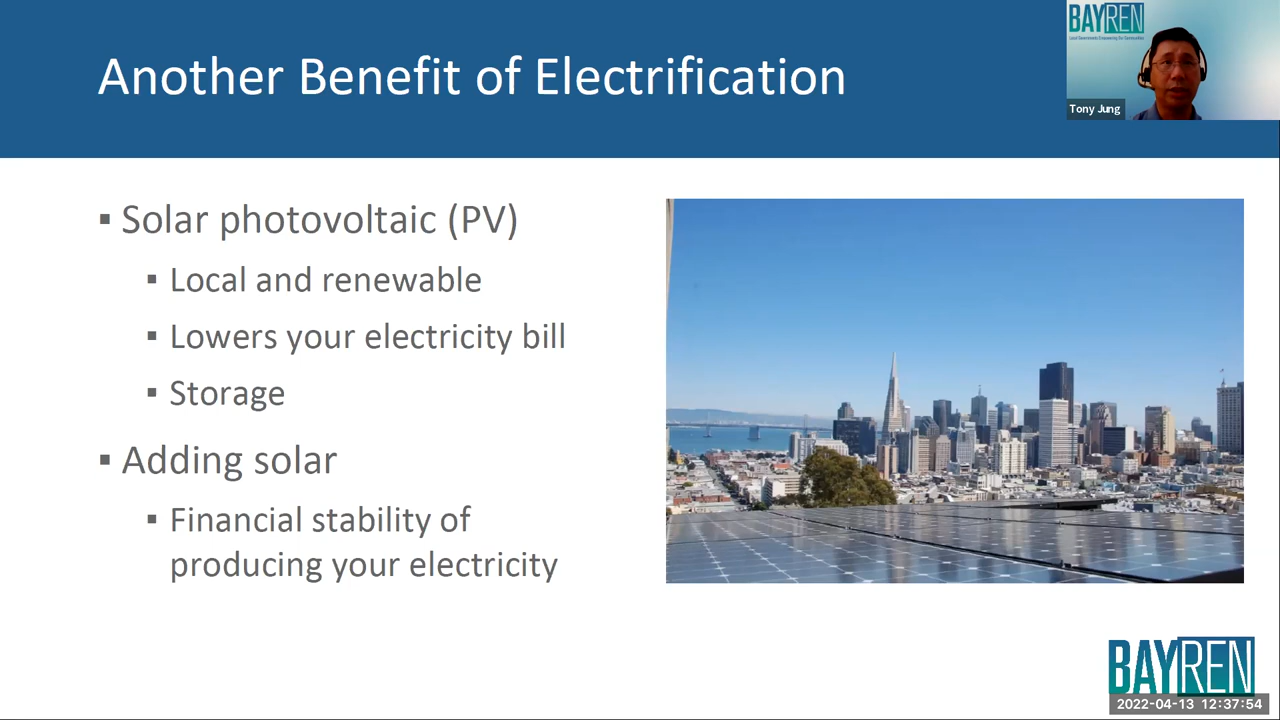 Another Benefit of Electrification
BAYREN
Tony Jung
▪ Solar photovoltaic (PV)
▪ Local and renewable
▪ Lowers your electricity bill
▪ Storage
▪ Adding solar
▪ Financial stability of
producing your electricity
BAYREN
2022-04-13 12:37:54